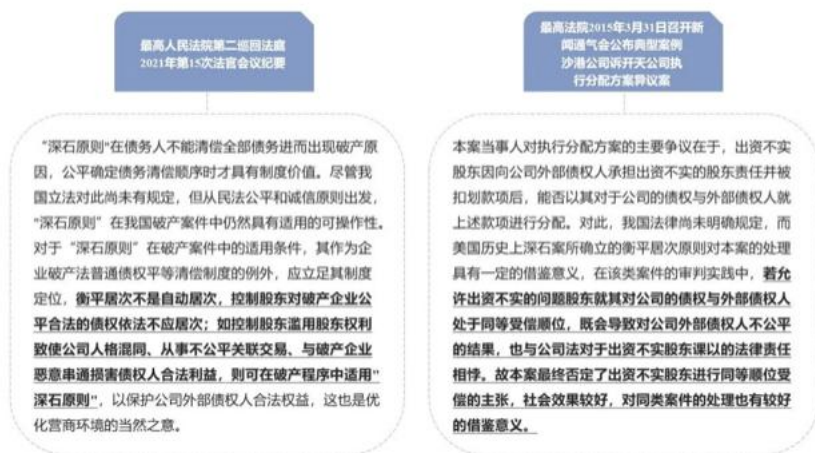 最高人民法院第二巡回法庭
2021年第15次法官会议纪要
“深石原则”在债务人不能清偿全部债务进而出现破产原
因，公平确定债务清偿顺序时才具有制度价值。尽管我
国立法对此尚未有规定，但从民法公平和诚信原则出发，
“深石原则”在我国破产案件中仍然具有适用的可操作性。
对于“深石原则”在破产案件中的适用条件，其作为企
业破产法普通债权平等清偿制度的例外，应立足其制度
定位，衡平居次不是自动居次，控制股东对破产企业公
平合法的债权依法不应居次；如控制股东滥用股东权利
致使公司人格混同、从事不公平关联交易、与破产企业
恶意串通损害债权人合法利益，则可在破产程序中适用"
深石原则"，以保护公司外部债权人合法权益，这也是优
化营商环境的当然之意。
最高法院2015年3月31日召开新
闻通气会公布典型案例
沙港公司诉开天公司执
行分配方案异议案
本案当事人对执行分配方案的主要争议在于，出资不实
股东因向公司外部债权人承担出资不实的股东责任并被
扣划款项后，能否以其对于公司的债权与外部债权人就
上述款项进行分配。对此，我国法律尚未明确规定，而
美国历史上深石案所确立的衡平居次原则对本案的处理
具有一定的借鉴意义，在该类案件的审判实践中，若允
许出资不实的问题股东就其对公司的债权与外部债权人
处于同等受偿顺位，既会导致对公司外部债权人不公平
的结果，也与公司法对于出资不实股东课以的法律责任
相悖。故本案最终否定了出资不实股东进行同等顺位受
偿的主张，社会效果较好，对同类案件的处理也有较好
的借鉴意义。